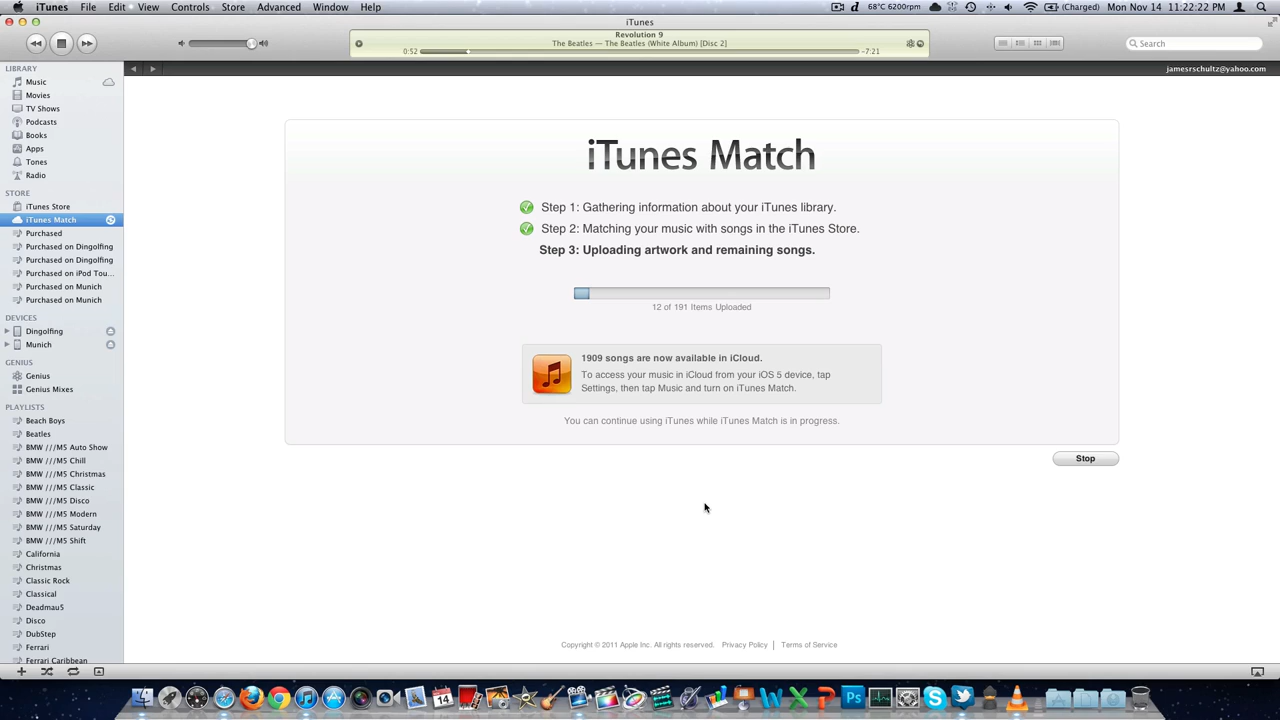 iTunes File Edit View Controls Store Advanced Window Help
68°C 6200rpm (Charged) Mon Nov 14 11:22:22 PM
iTunes
Revolution 9
The Beatles — The Beatles (White Album) [Disc 2]
0:52 -7:21
Search
LIBRARY
Music
Movies
TV Shows
Podcasts
Books
Apps
Tones
Radio
STORE
iTunes Store
iTunes Match
Purchased
Purchased on Dingolfing
Purchased on Dingolfing
Purchased on iPod Tou...
Purchased on Munich
Purchased on Munich
DEVICES
Dingolfing
Munich
GENIUS
Genius
Genius Mixes
PLAYLISTS
Beach Boys
Beatles
BMW ///M5 Auto Show
BMW ///M5 Chill
BMW ///M5 Christmas
BMW ///M5 Classic
BMW ///M5 Disco
BMW ///M5 Modern
BMW ///M5 Saturday
BMW ///M5 Shift
California
Christmas
Classic Rock
Classical
Deadmau5
Disco
DubStep
Ferrari
Ferrari Caribbean
jamesrschultz@yahoo.com
iTunes Match
Step 1: Gathering information about your iTunes library.
Step 2: Matching your music with songs in the iTunes Store.
Step 3: Uploading artwork and remaining songs.
12 of 191 Items Uploaded
1909 songs are now available in iCloud.
To access your music in iCloud from your iOS 5 device, tap
Settings, then tap Music and turn on iTunes Match.
You can continue using iTunes while iTunes Match is in progress.
Stop
Copyright © 2011 Apple Inc. All rights reserved. Privacy Policy | Terms of Service
14
Ps